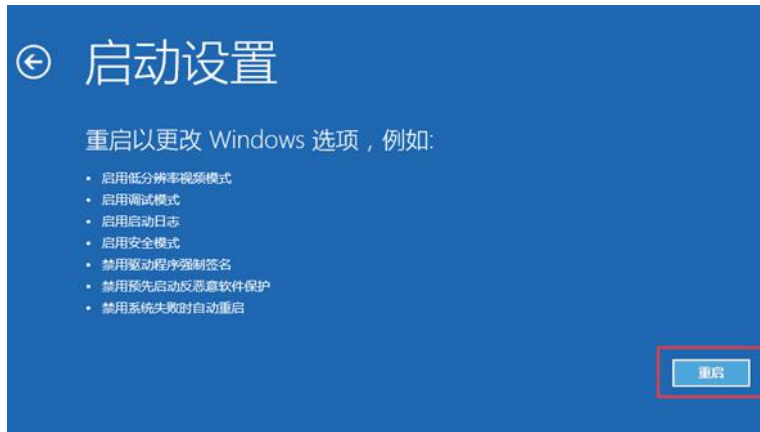 启动设置
重启以更改 Windows 选项，例如:
• 启用低分辨率视频模式
• 启用调试模式
• 启用启动日志
• 启用安全模式
• 禁用驱动程序强制签名
• 禁用预先启动反恶意软件保护
• 禁用系统失败时自动重启
重启